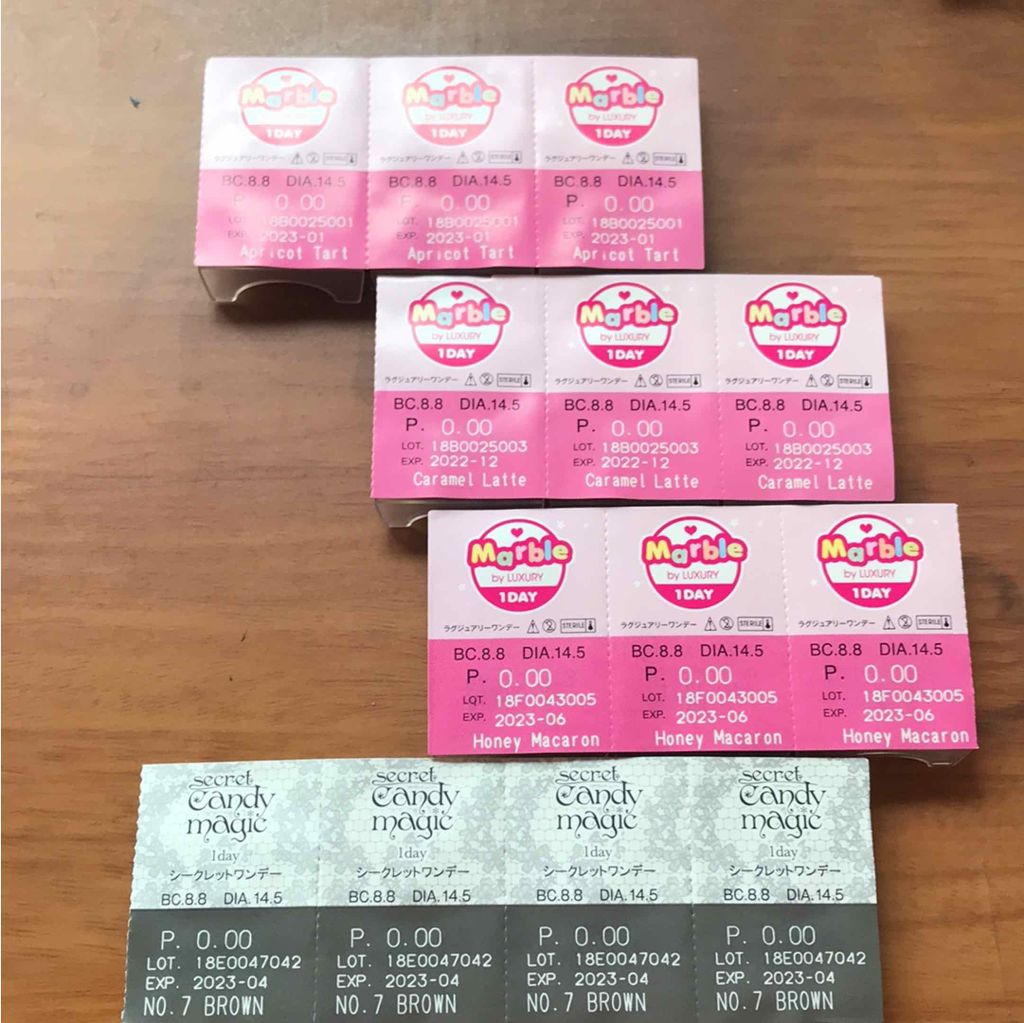 Marble Marble Marble
by LUXURY by LUXURY
1DAY 1DAY 1DAY
ラグジュアリーワンデー STERILE ラグジュアリーワンデー STERILE ラグジュアリーワンデー STERILE
BC.8.8 DIA.14.5 BC.8.8 DIA.14.5 BC.8.8 DIA.14.5
P. 0.00 P. 0.00 P. 0.00
LOT. 18B0025001 LOT. 18B0025001 LOT. 18B0025001
EXP. 2023-01 EXP. 2023-01 EXP. 2023-01
Apricot Tart Apricot Tart Apricot Tart
Marble Marble Marble
by LUXURY by LUXURY by LUXURY
1DAY 1DAY 1DAY
ラグジュアリーワンデー STERILE ラグジュアリーワンデー STERILE ラグジュアリーワンデー STERILE
BC.8.8 DIA.14.5 BC.8.8 DIA.14.5 BC.8.8 DIA.14.5
P. 0.00 P. 0.00 P. 0.00
LOT. 18B0025003 LOT. 18B0025003 LOT. 18B0025003
EXP. 2022-12 EXP. 2022-12 EXP. 2022-12
Caramel Latte Caramel Latte Caramel Latte
Marble Marble Marble
by LUXURY by LUXURY by LUXURY
1DAY 1DAY 1DAY
ラグジュアリーワンデー STERILE ラグジュアリーワンデー STERILE ラグジュアリーワンデー STERILE
BC.8.8 DIA.14.5 BC.8.8 DIA.14.5 BC.8.8 DIA.14.5
P. 0.00 P. 0.00 P. 0.00
LOT. 18F0043005 LOT. 18F0043005 LOT. 18F0043005
EXP. 2023-06 EXP. 2023-06 EXP. 2023-06
Honey Macaron Honey Macaron Honey Macaron
secret secret secret secret
candy candy candy candy
magic magic magic magic
1day 1day 1day 1day
シークレットワンデー シークレットワンデー シークレットワンデー シークレットワンデー
BC.8.8 DIA.14.5 BC.8.8 DIA.14.5 BC.8.8 DIA.14.5 BC.8.8 DIA.14.5
P. 0.00 P. 0.00 P. 0.00 P. 0.00
LOT. 18E0047042 LOT. 18E0047042 LOT. 18E0047042 LOT. 18E0047042
EXP. 2023-04 EXP. 2023-04 EXP. 2023-04 EXP. 2023-04
NO.7 BROWN NO.7 BROWN NO.7 BROWN NO.7 BROWN